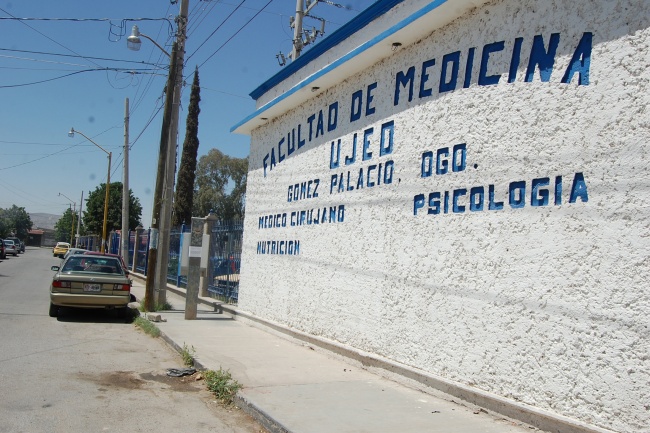 FACULTAD DE MEDICINA
UJED
GOMEZ PALACIO, DGO.
MEDICO CIRUJANO
PSICOLOGIA
NUTRICION